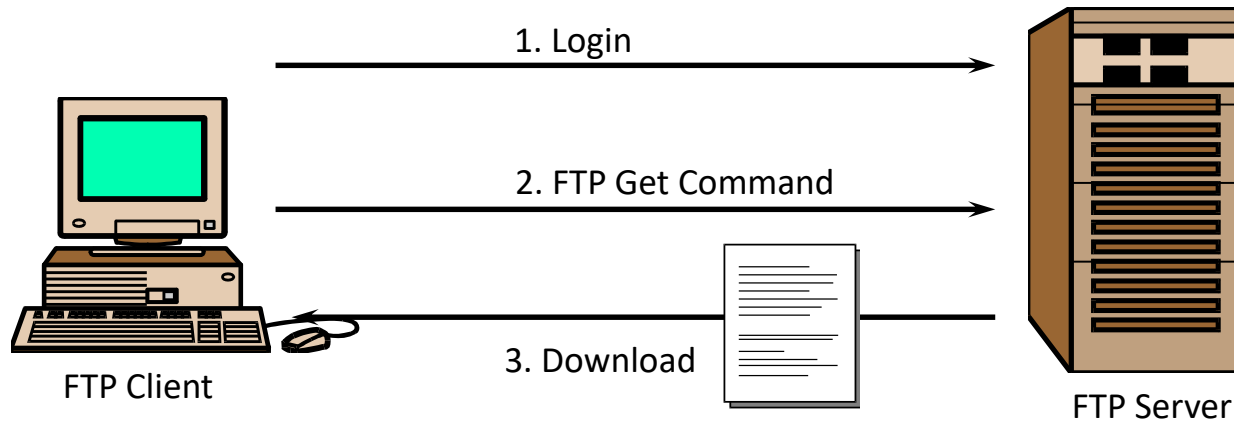 1. Login
2. FTP Get Command
3. Download
FTP Client
FTP Server